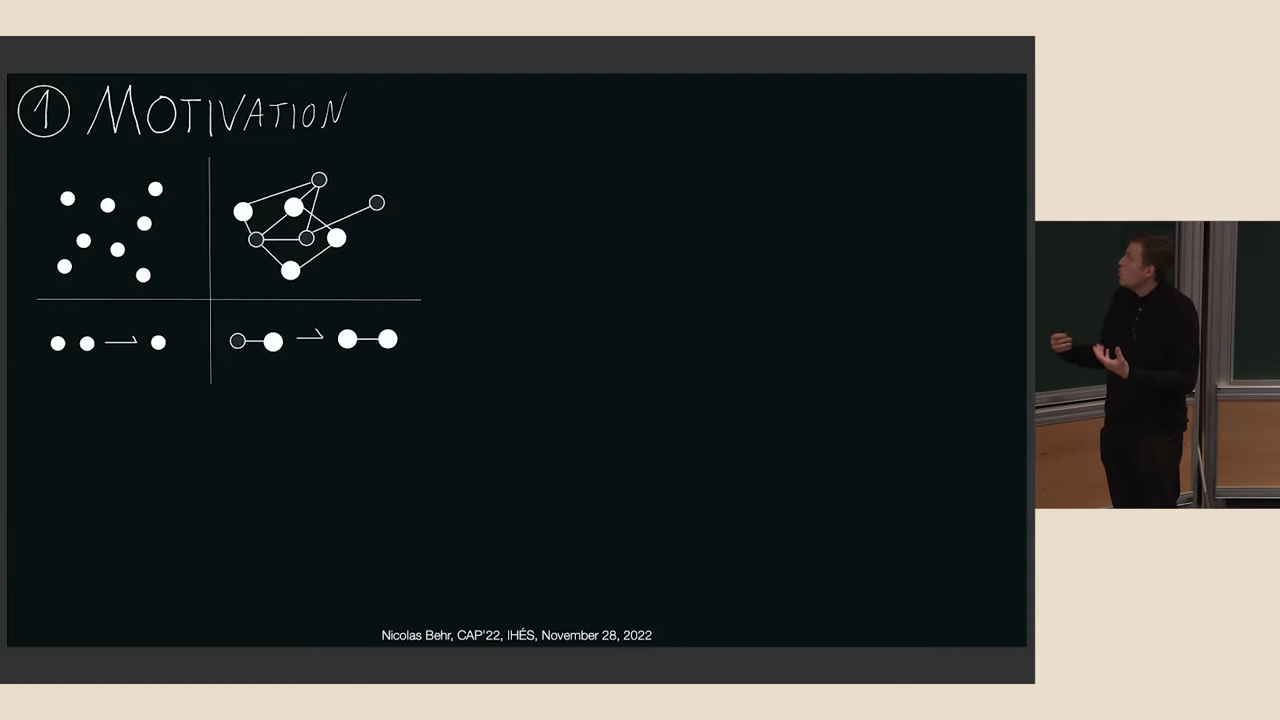 1 MOTIVATION
Nicolas Behr, CAP'22, IHÉS, November 28, 2022